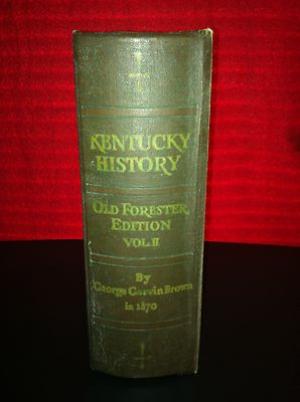 KENTUCKY
HISTORY
OLD FORESTER
EDITION
VOL II
By
George Garvin Brown
in 1870